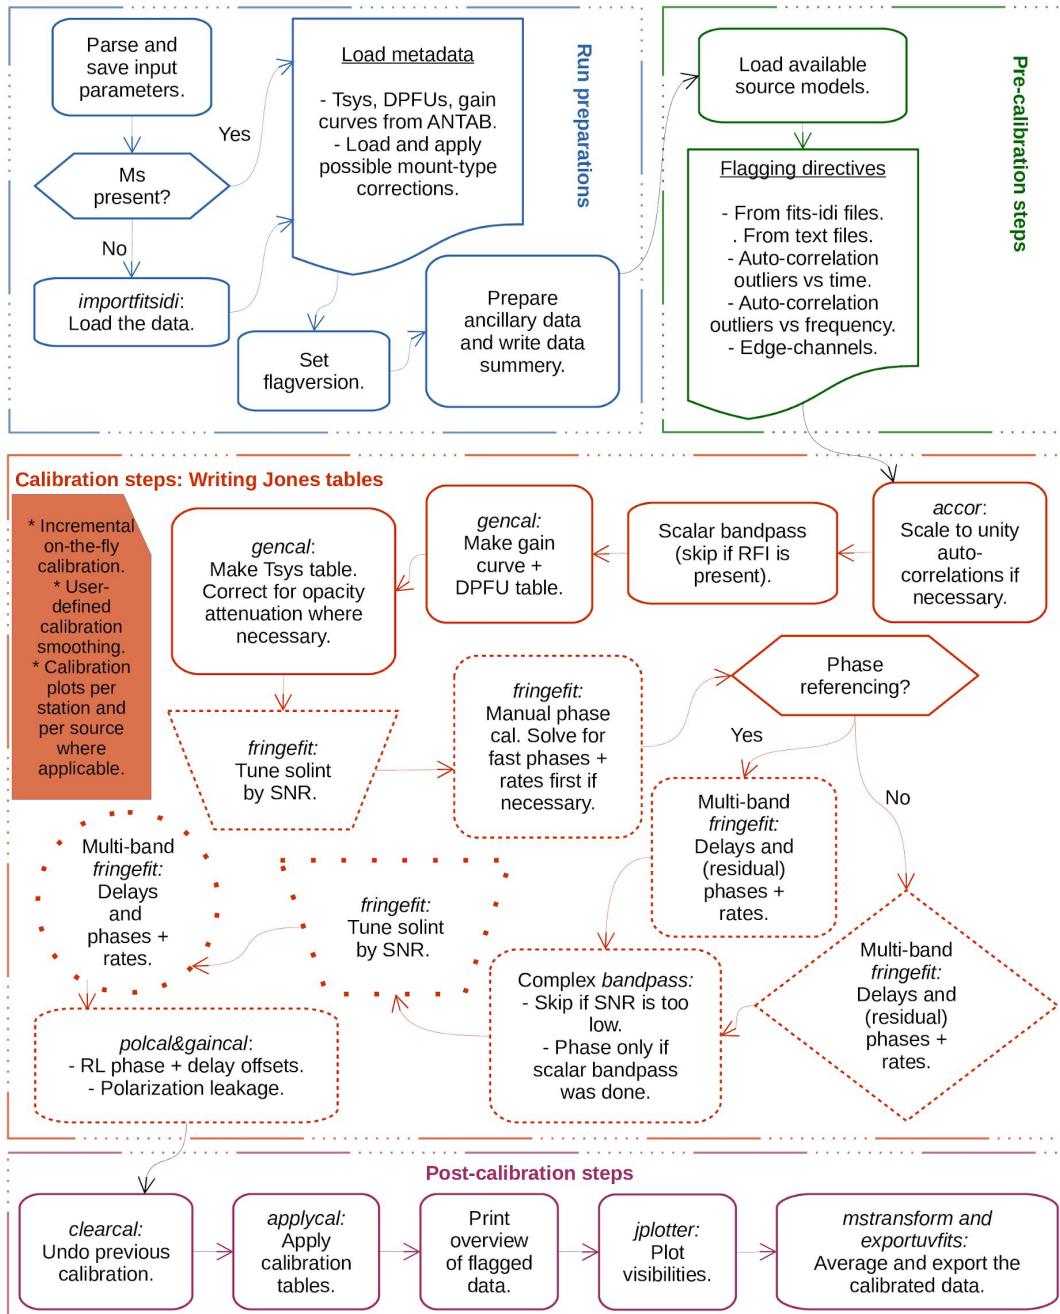 Run preparations
Parse and
save input
parameters.
Ms
present?
Yes
No
importfitsidi:
Load the data.
Load metadata
- Tsys, DPFUs, gain
curves from ANTAB.
- Load and apply
possible mount-type
corrections.
Set
flagversion.
Prepare
ancillary data
and write data
summery.
Pre-calibration steps
Load available
source models.
Flagging directives
- From fits-idi files.
. From text files.
- Auto-correlation
outliers vs time.
- Auto-correlation
outliers vs frequency.
- Edge-channels.
Calibration steps: Writing Jones tables
* Incremental
on-the-fly
calibration.
* User-
defined
calibration
smoothing.
* Calibration
plots per
station and
per source
where
applicable.
accor:
Scale to unity
auto-
correlations if
necessary.
Scalar bandpass
(skip if RFI is
present).
gencal:
Make gain
curve +
DPFU table.
gencal:
Make Tsys table.
Correct for opacity
attenuation where
necessary.
fringefit:
Tune solint
by SNR.
fringefit:
Manual phase
cal. Solve for
fast phases +
rates first if
necessary.
Phase
referencing?
Yes
No
Multi-band
fringefit:
Delays and
(residual)
phases +
rates.
Multi-band
fringefit:
Delays and
(residual)
phases +
rates.
Complex bandpass:
- Skip if SNR is too
low.
- Phase only if
scalar bandpass
was done.
fringefit:
Tune solint
by SNR.
Multi-band
fringefit:
Delays
and
phases +
rates.
polcal&gaincal:
- RL phase + delay offsets.
- Polarization leakage.
Post-calibration steps
clearcal:
Undo previous
calibration.
applycal:
Apply
calibration
tables.
Print
overview
of flagged
data.
jplotter:
Plot
visibilities.
mstransform and
exportuvfits:
Average and export the
calibrated data.